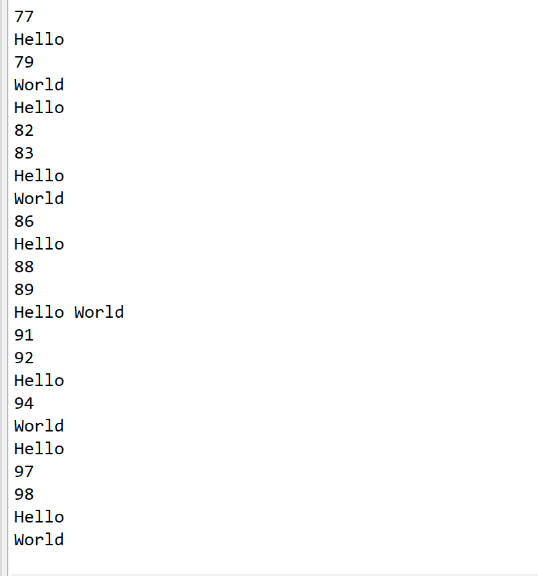 77
Hello
79
World
Hello
82
83
Hello
World
86
Hello
88
89
Hello World
91
92
Hello
94
World
Hello
97
98
Hello
World